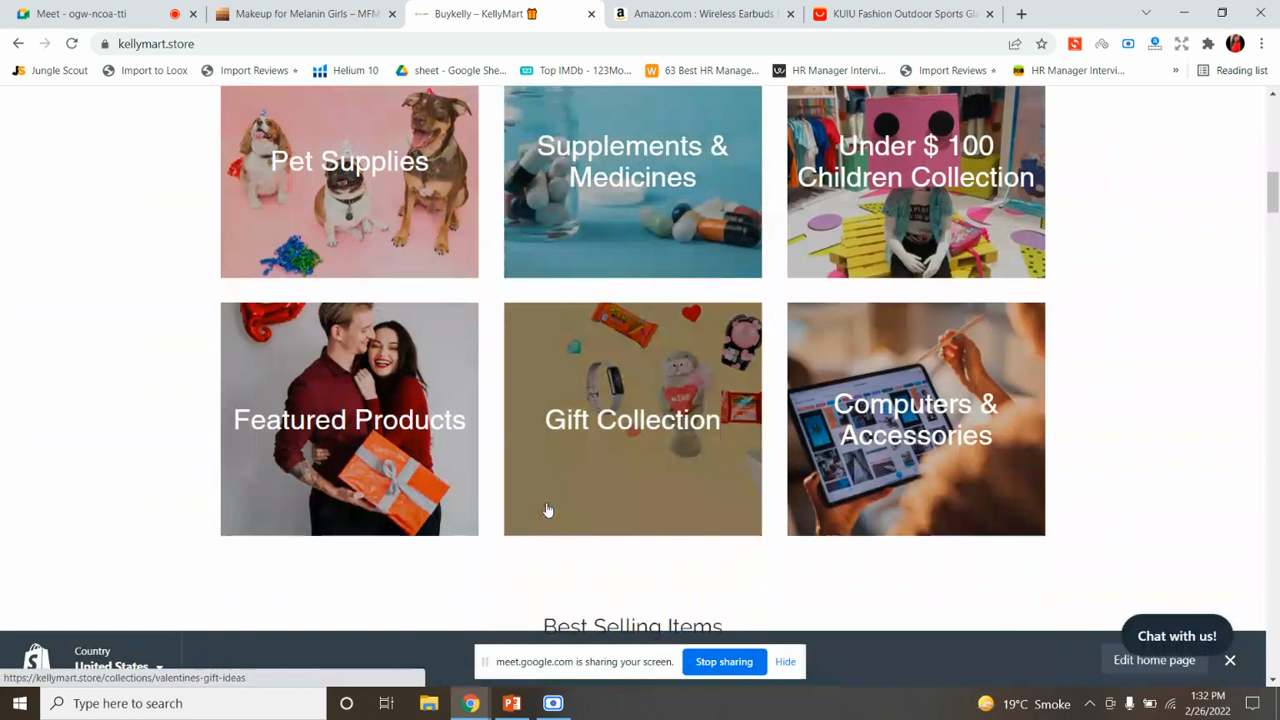 Meet - ogw-ncoa-tti
Makeup for Melanin Girls – MFM
Buykelly – KellyMart
Amazon.com : Wireless Earbuds
KUIU Fashion Outdoor Sports Gl
kellymart.store
Jungle Scout
Import to Loox
Import Reviews
Helium 10
sheet - Google She...
Top IMDb - 123Mo...
63 Best HR Manage...
HR Manager Intervi...
Import Reviews
HR Manager Intervi...
»
Reading list
Pet Supplies
Supplements &
Medicines
Under $ 100
Children Collection
Featured Products
Gift Collection
Computers &
Accessories
Best Selling Items
Chat with us!
Country
United States
meet.google.com is sharing your screen.
Stop sharing
Hide
Edit home page
https://kellymart.store/collections/valentines-gift-ideas
Type here to search
19°C Smoke
1:32 PM
2/26/2022